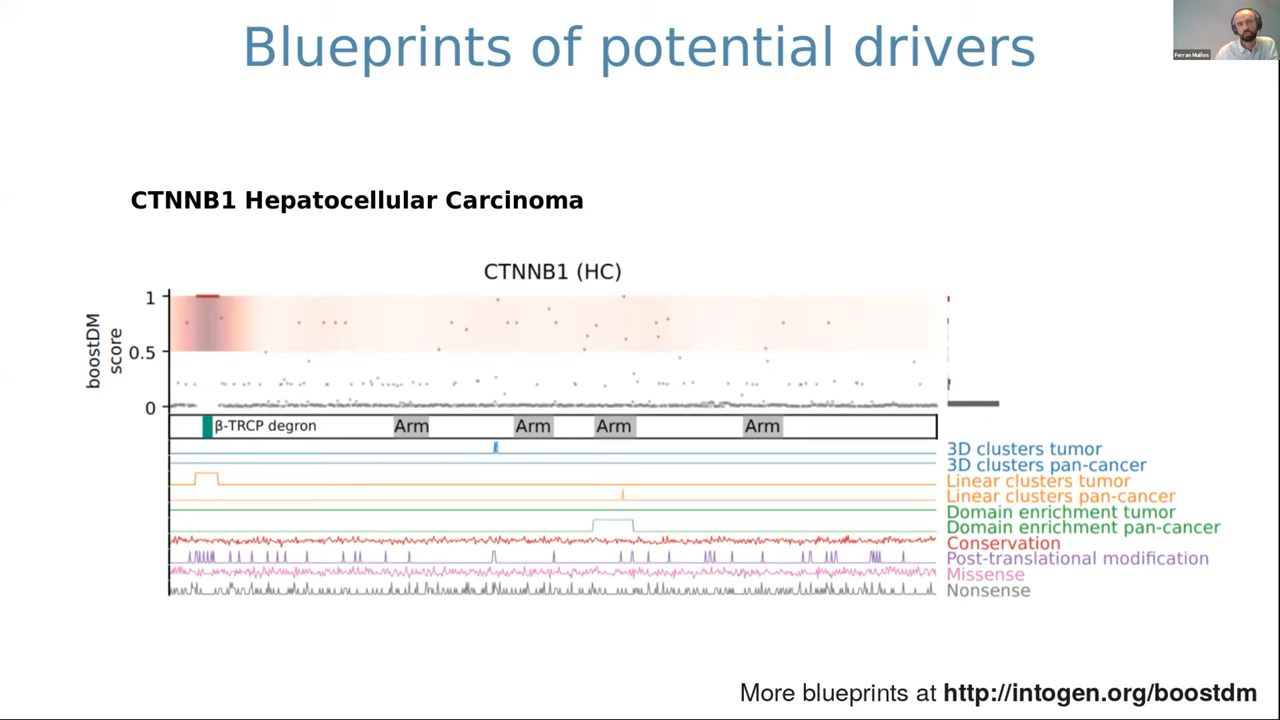 Blueprints of potential drivers
Ferran Muiños
CTNNB1 Hepatocellular Carcinoma
CTNNB1 (HC)
boostDM
score
1
0.5
0
β-TRCP degron
Arm
Arm
Arm
Arm
3D clusters tumor
3D clusters pan-cancer
Linear clusters tumor
Linear clusters pan-cancer
Domain enrichment tumor
Domain enrichment pan-cancer
Conservation
Post-translational modification
Missense
Nonsense
More blueprints at http://intogen.org/boostdm